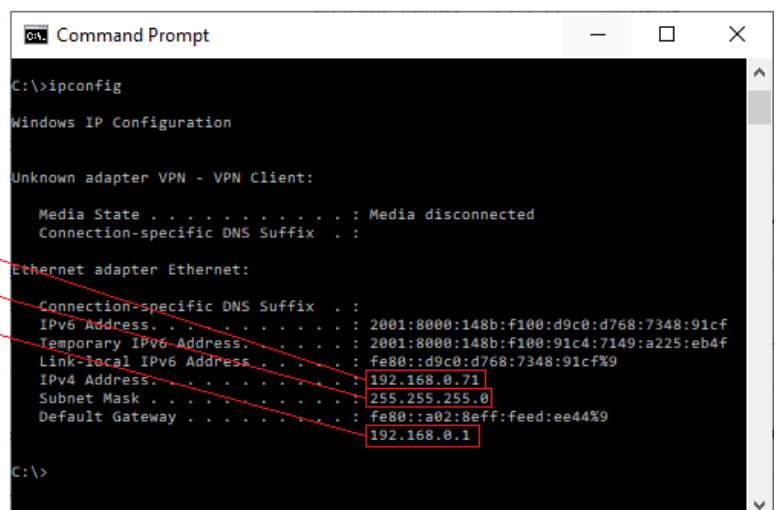 Command Prompt
C:\>ipconfig
Windows IP Configuration
Unknown adapter VPN - VPN Client:
Media State . . . . . . . . . . . : Media disconnected
Connection-specific DNS Suffix . :
Ethernet adapter Ethernet:
Connection-specific DNS Suffix . :
IPv6 Address. . . . . . . . . . . : 2001:8000:148b:f100:d9c0:d768:7348:91cf
Temporary IPv6 Address. . . . . . : 2001:8000:148b:f100:91c4:7149:a225:eb4f
Link-local IPv6 Address . . . . . : fe80::d9c0:d768:7348:91cf%9
IPv4 Address. . . . . . . . . . . : 192.168.0.71
Subnet Mask . . . . . . . . . . . : 255.255.255.0
Default Gateway . . . . . . . . . : fe80::a02:8eff:feed:ee44%9
192.168.0.1
C:\>